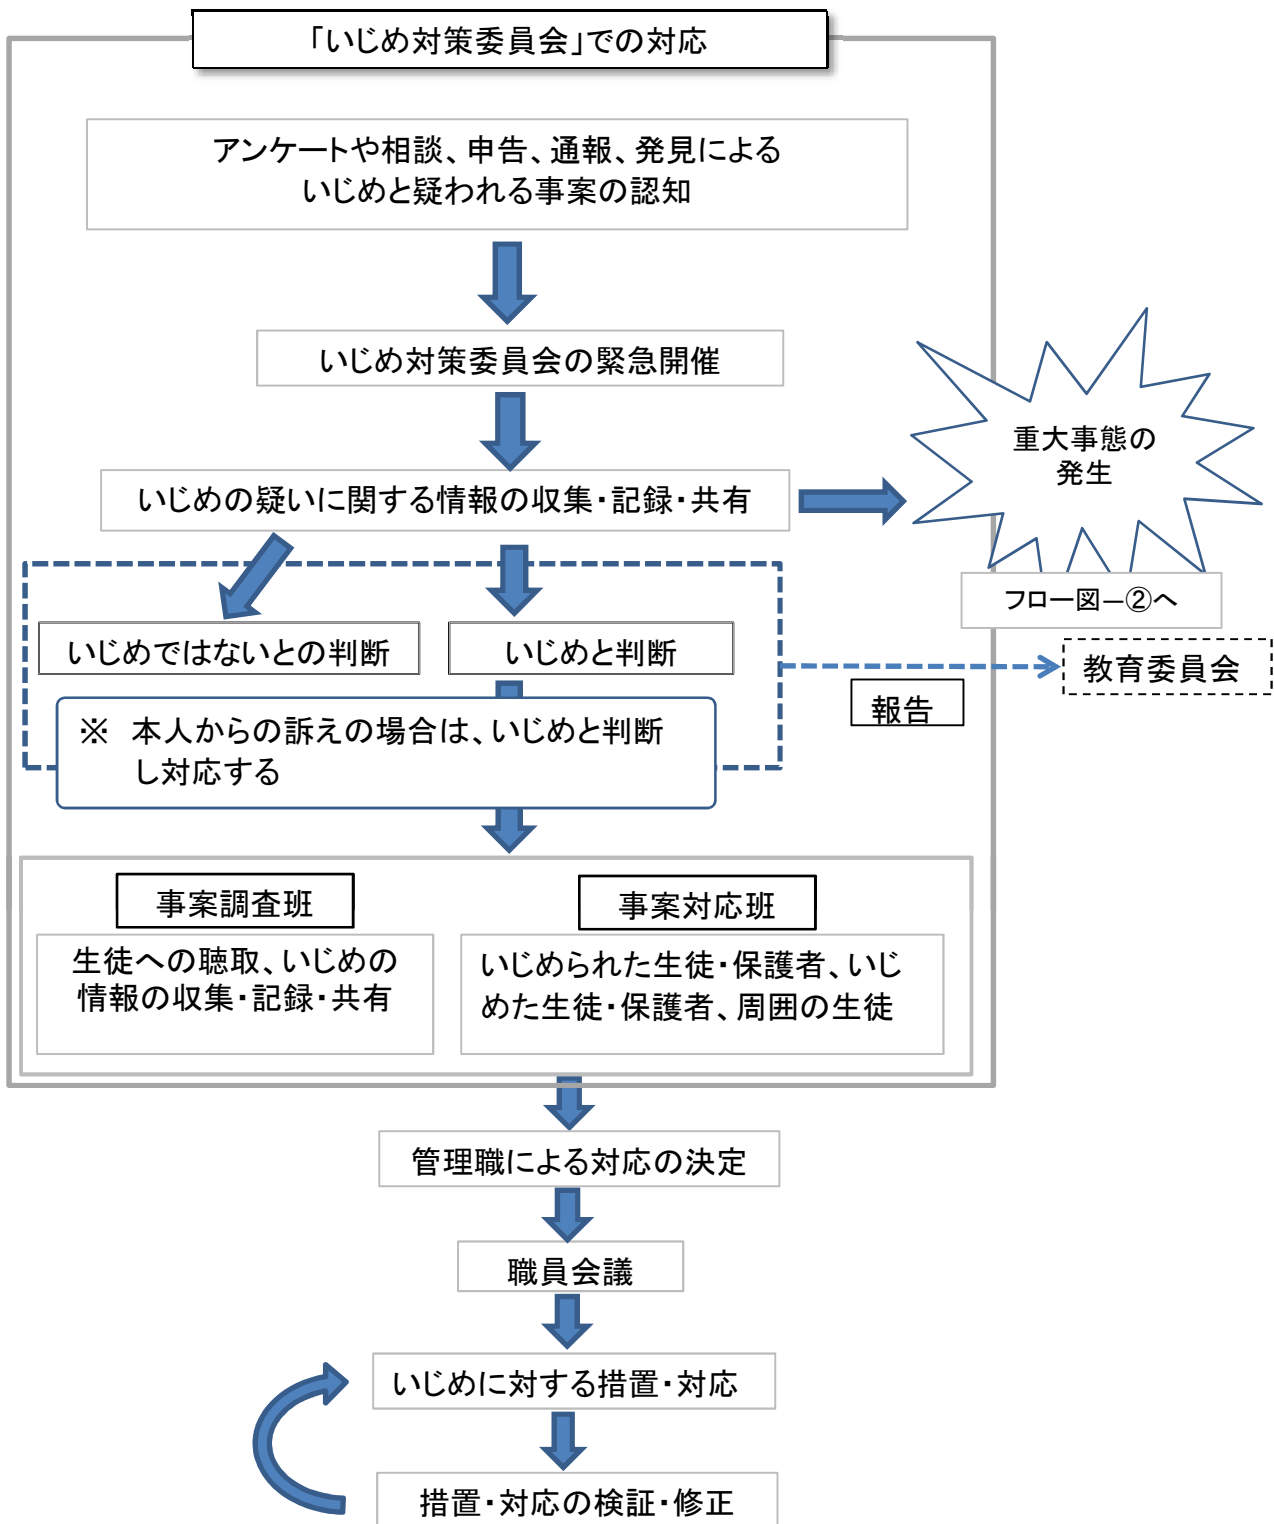 「いじめ対策委員会」での対応
アンケートや相談、申告、通報、発見による
いじめと疑われる事案の認知
いじめ対策委員会の緊急開催
重大事態の
発生
いじめの疑いに関する情報の収集・記録・共有
フロー図―②へ
いじめではないとの判断
いじめと判断
教育委員会
報告
※　本人からの訴えの場合は、いじめと判断
し対応する
事案調査班
生徒への聴取、いじめの
情報の収集・記録・共有
事案対応班
いじめられた生徒・保護者、いじ
めた生徒・保護者、周囲の生徒
管理職による対応の決定
職員会議
いじめに対する措置・対応
措置・対応の検証・修正